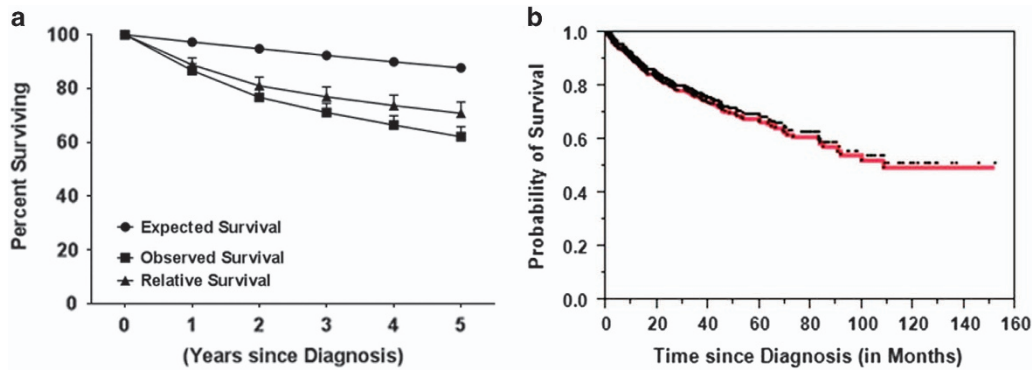 a
100
80
60
40
20
0
Percent Surviving
Expected Survival
Observed Survival
Relative Survival
0 1 2 3 4 5
(Years since Diagnosis)
b
1.0
0.8
0.6
0.4
0.2
0.0
Probability of Survival
0 20 40 60 80 100 120 140 160
Time since Diagnosis (in Months)